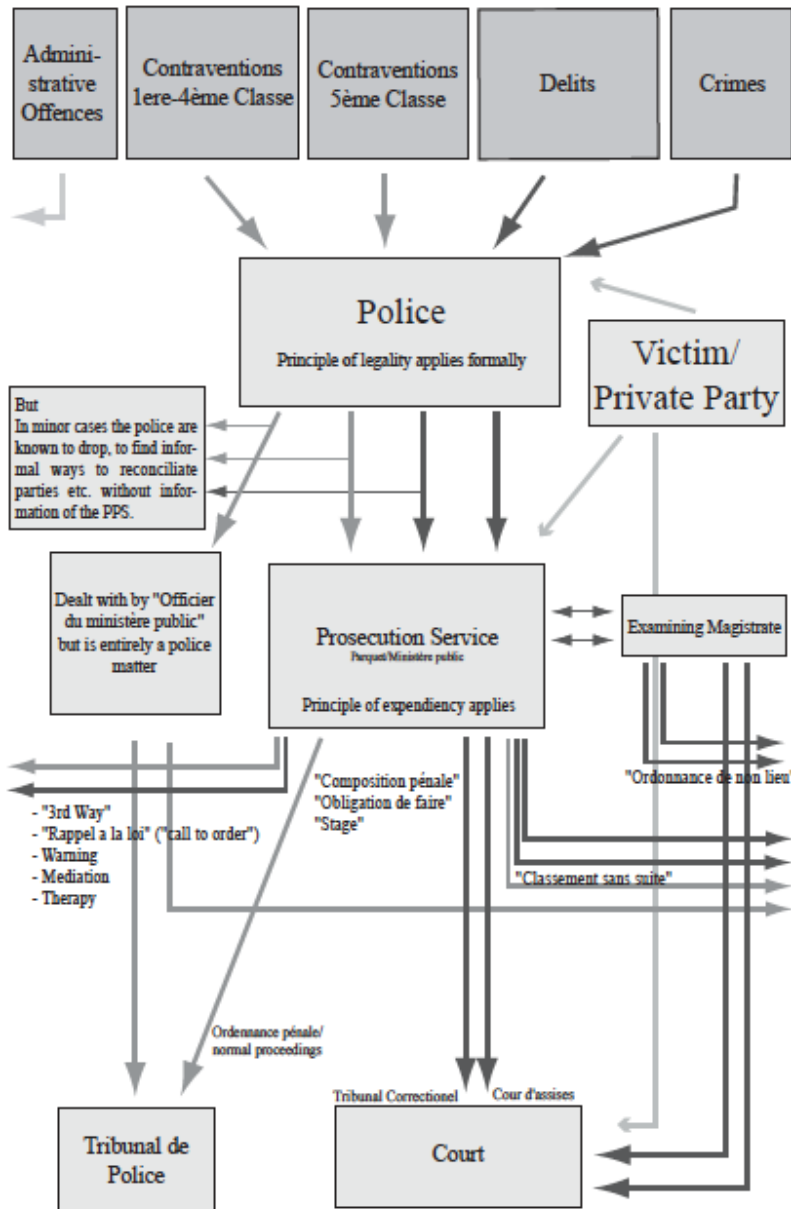 Admini-
strative
Offences
Contraventions
1ere-4ème Classe
Contraventions
5ème Classe
Delits
Crimes
Police
Principle of legality applies formally
Victim/
Private Party
But
In minor cases the police are
known to drop, to find infor-
mal ways to reconciliate
parties etc. without infor-
mation of the PPS.
Dealt with by "Officier
du ministère public"
but is entirely a police
matter
Prosecution Service
Parquet/Ministère public
Principle of expendiency applies
Examining Magistrate
"Ordonnance de non lieu"
"Composition pénale"
"Obligation de faire"
"Stage"
- "3rd Way"
- "Rappel a la loi" ("call to order")
- Warning
- Mediation
- Therapy
"Classement sans suite"
Ordennance pénale/
normal proceedings
Tribunal Correctionel
Cour d'assises
Tribunal de
Police
Court